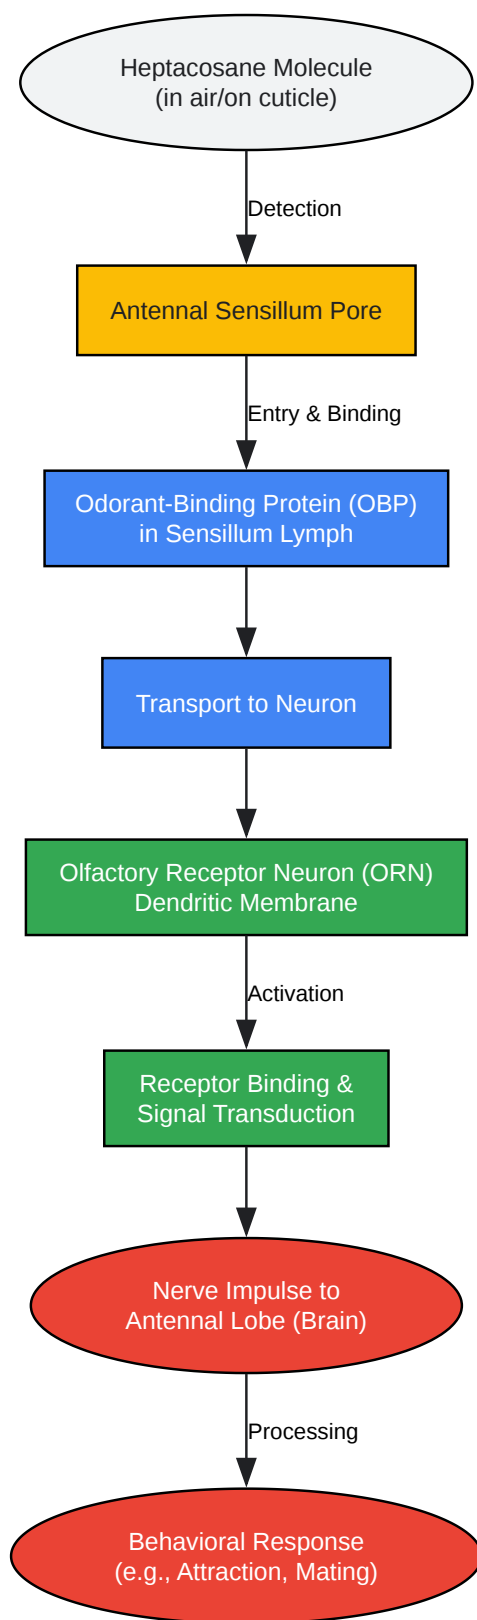 Heptacosane Molecule
(in air/on cuticle)
Detection
Antennal Sensillum Pore
Entry & Binding
Odorant-Binding Protein (OBP)
in Sensillum Lymph
Transport to Neuron
Olfactory Receptor Neuron (ORN)
Dendritic Membrane
Activation
Receptor Binding &
Signal Transduction
Nerve Impulse to
Antennal Lobe (Brain)
Processing
Behavioral Response
(e.g., Attraction, Mating)